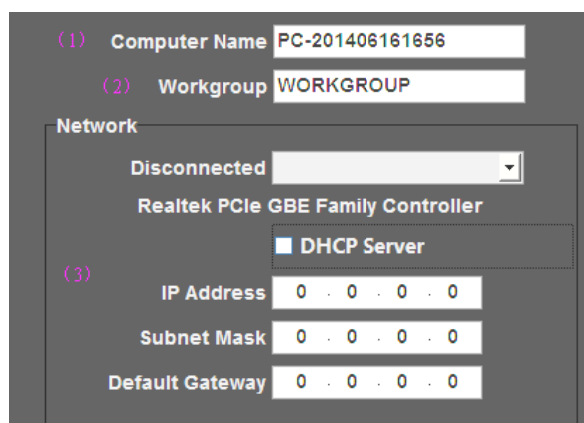 (1) Computer Name PC-201406161656
(2) Workgroup WORKGROUP
Network
Disconnected
Realtek PCIe GBE Family Controller
DHCP Server
(3)
IP Address 0 . 0 . 0 . 0
Subnet Mask 0 . 0 . 0 . 0
Default Gateway 0 . 0 . 0 . 0